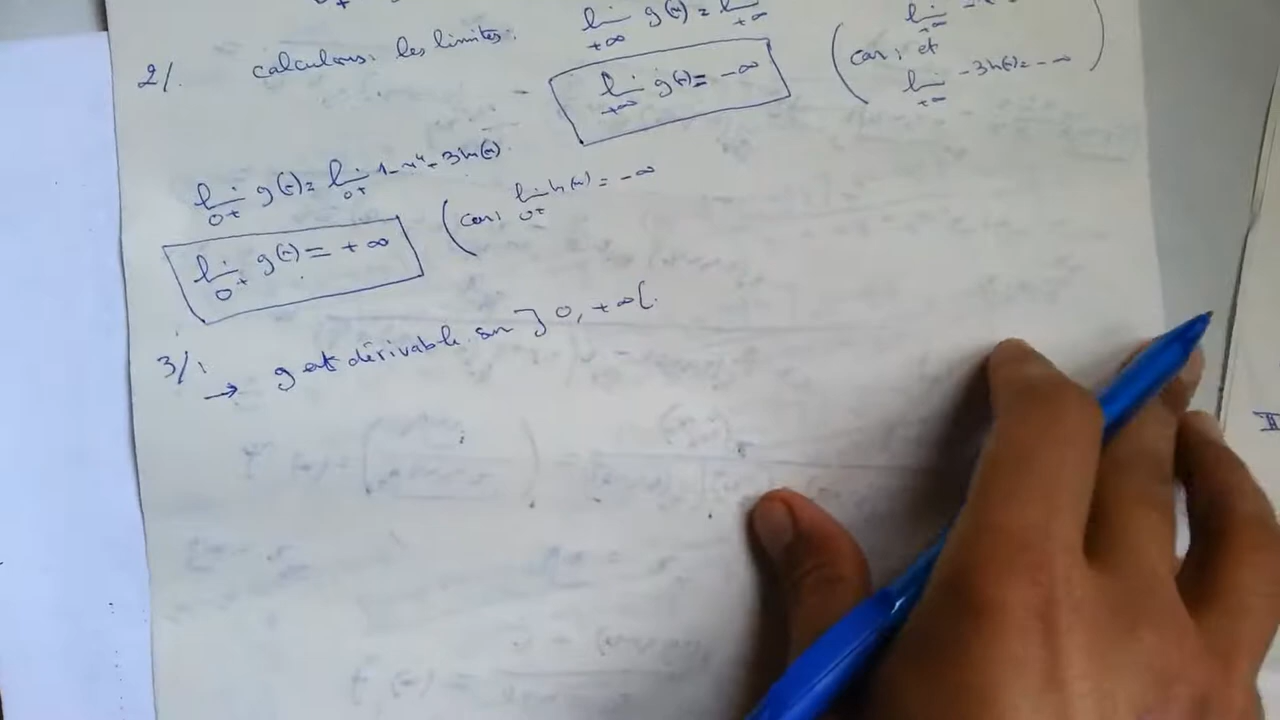 2/. calculons: les limites: lim +∞ g(x) = lim +∞
lim +∞ g(x) = -∞
(car; et lim +∞ -3ln(x) = -∞)
lim 0+ g(x) = lim 0+ 1-x⁴-3ln(x)
lim 0+ g(x) = +∞ (car; lim 0+ ln(x) = -∞
3/. → g est dérivable sur ]0, +∞[.
II